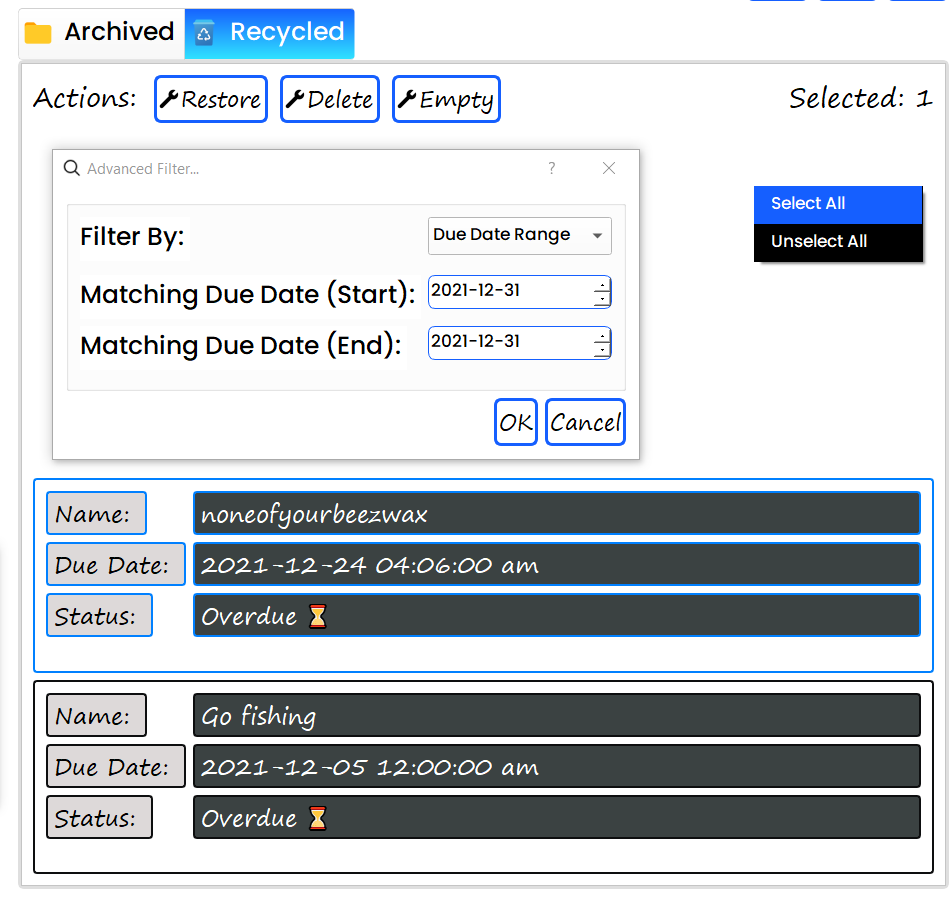 Archived Recycled
Actions: Restore Delete Empty Selected: 1
Advanced Filter... ?
Select All
Unselect All
Filter By: Due Date Range
Matching Due Date (Start): 2021-12-31
Matching Due Date (End): 2021-12-31
OK Cancel
Name: noneofyourbeezwax
Due Date: 2021-12-24 04:06:00 am
Status: Overdue
Name: Go fishing
Due Date: 2021-12-05 12:00:00 am
Status: Overdue